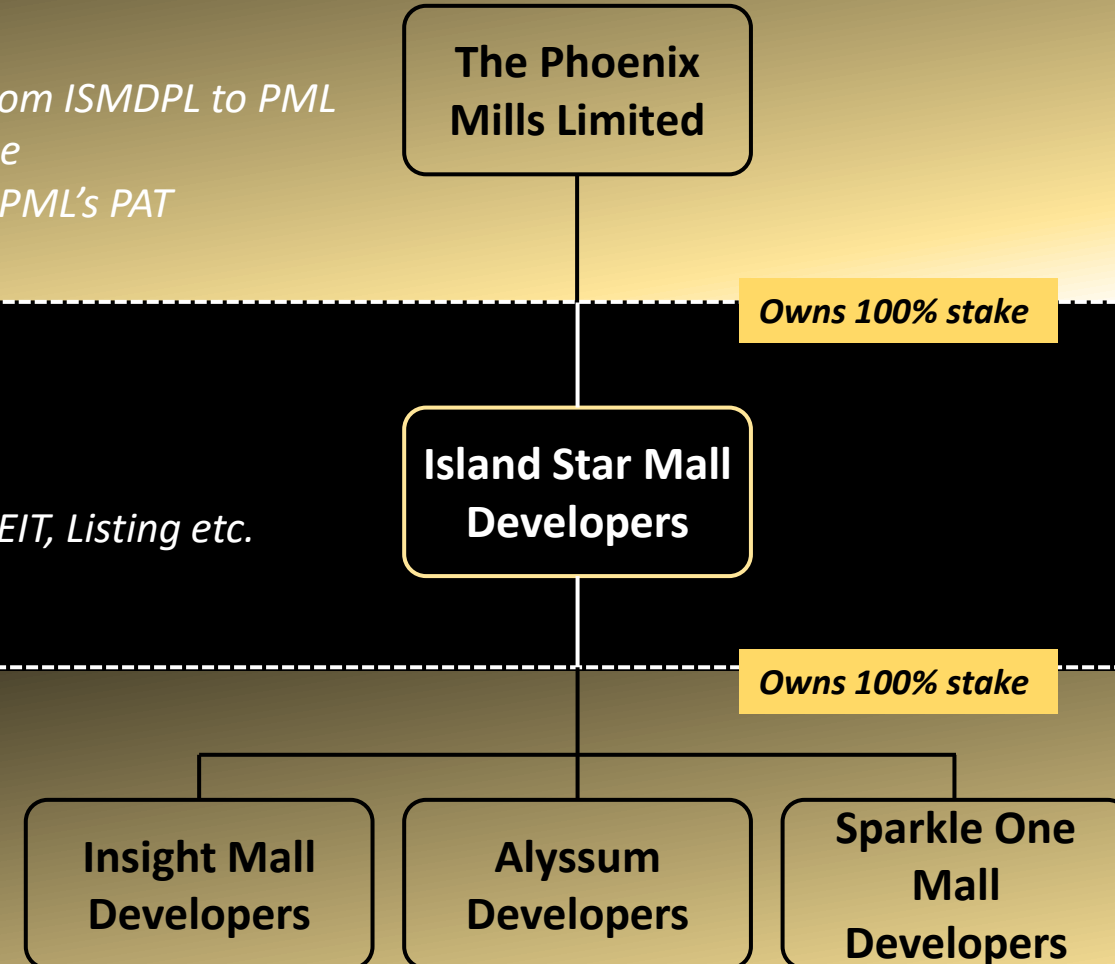 The Phoenix
Mills Limited
om ISMDPL to PML
e
PML's PAT
Owns 100% stake
Island Star Mall
Developers
EIT, Listing etc.
Owns 100% stake
Insight Mall
Developers
Alyssum
Developers
Sparkle One
Mall
Developers